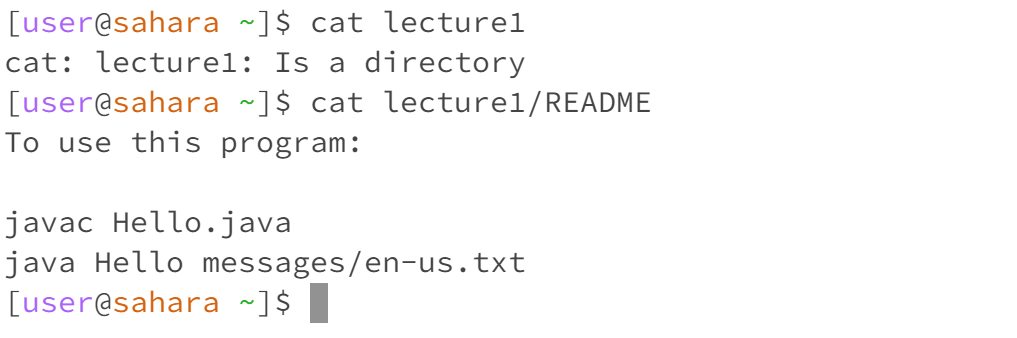 [user@sahara ~]$ cat lecture1
cat: lecture1: Is a directory
[user@sahara ~]$ cat lecture1/README
To use this program:

javac Hello.java
java Hello messages/en-us.txt
[user@sahara ~]$